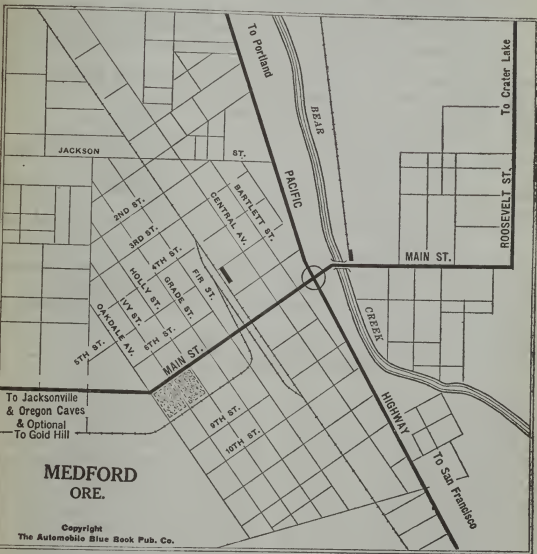 To Portland
To Crater Lake
BEAR
JACKSON ST.
PACIFIC
ROOSEVELT ST.
BARTLETT ST.
CENTRAL AV.
2ND ST.
3RD ST.
4TH ST.
FIR ST.
GRADE ST.
HOLLY ST.
IVY ST.
OAKDALE AV.
5TH ST.
6TH ST.
MAIN ST.
MAIN ST.
CREEK
HIGHWAY
To Jacksonville
& Oregon Caves
& Optional
To Gold Hill
9TH ST.
10TH ST.
To San Francisco
MEDFORD
ORE.
Copyright
The Automobile Blue Book Pub. Co.